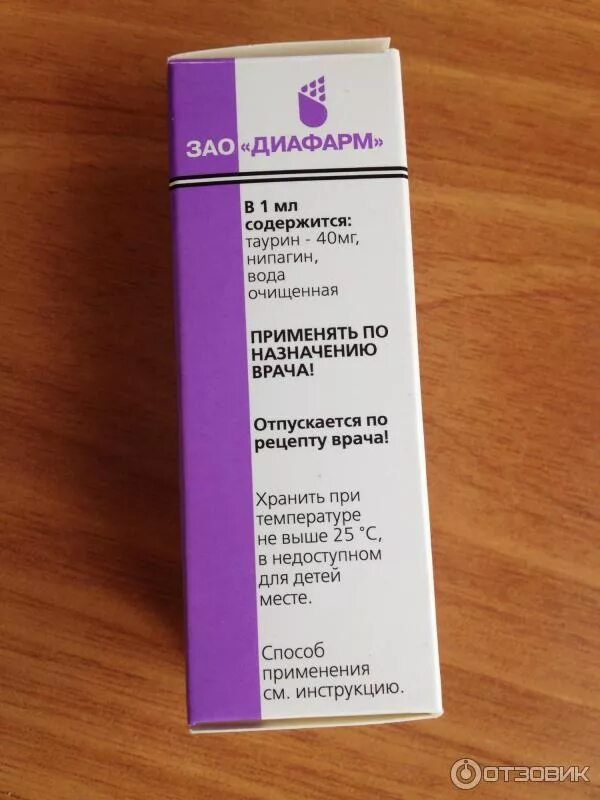 ЗАО «ДИАФАРМ»
В 1 мл
содержится:
таурин - 40мг,
нипагин,
вода
очищенная
ПРИМЕНЯТЬ ПО
НАЗНАЧЕНИЮ
ВРАЧА!
Отпускается по
рецепту врача!
Хранить при
температуре
не выше 25 °С,
в недоступном
для детей
месте.
Способ
применения
см. инструкцию.
ОТЗОВИК